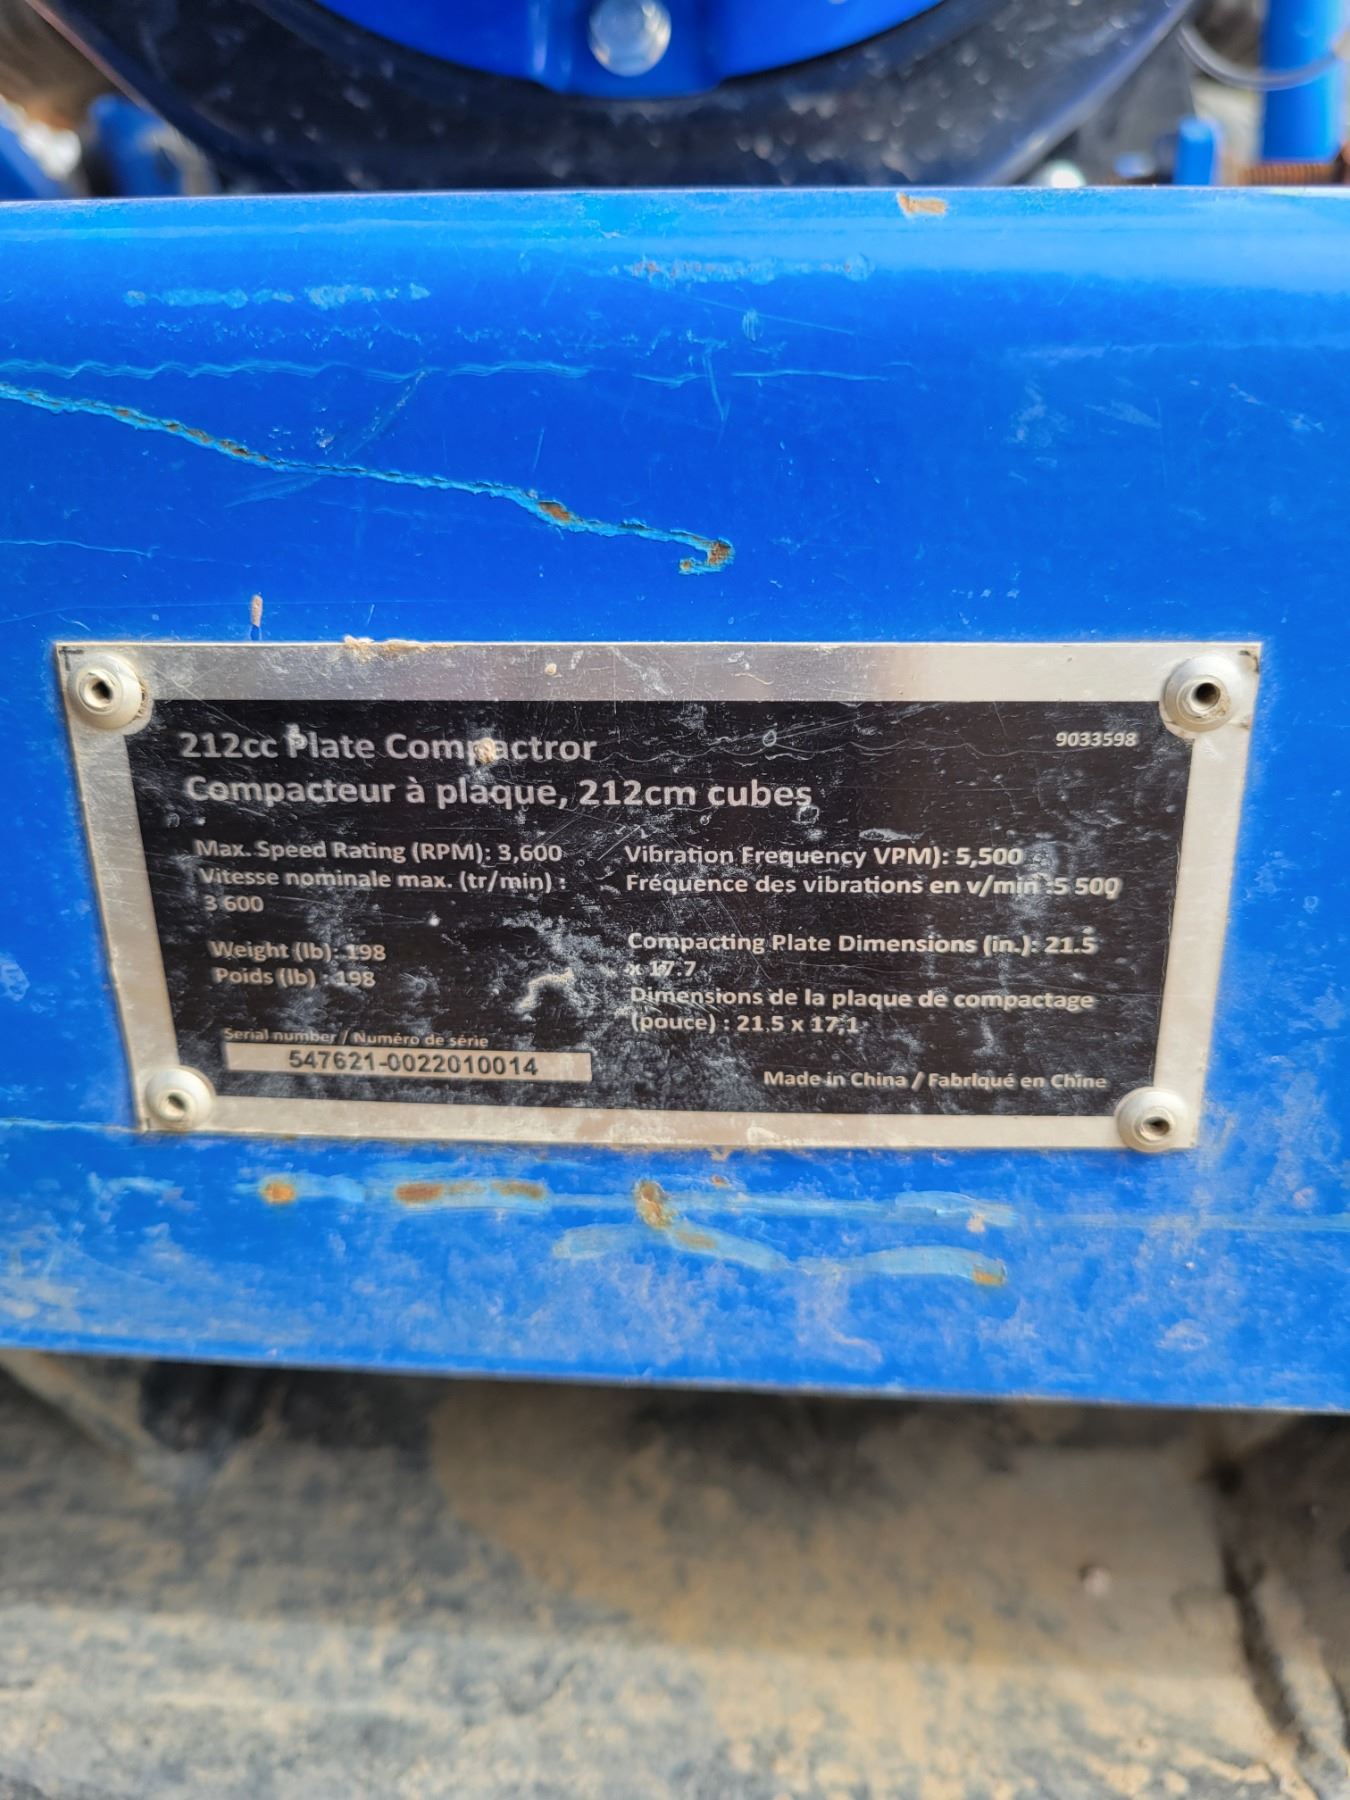 212cc Plate Compactror
9033598
Compacteur à plaque, 212cm cubes
Max. Speed Rating (RPM): 3,600
Vitesse nominale max. (tr/min) :
3 600
Weight (lb): 198
Poids (lb) : 198
Vibration Frequency VPM): 5,500
Fréquence des vibrations en v/min :5 500
Compacting Plate Dimensions (in.): 21.5
x 17.7
Dimensions de la plaque de compactage
(pouce) : 21.5 x 17,1
Serial number / Numéro de série
547621-0022010014
Made in China / Fabriqué en Chine